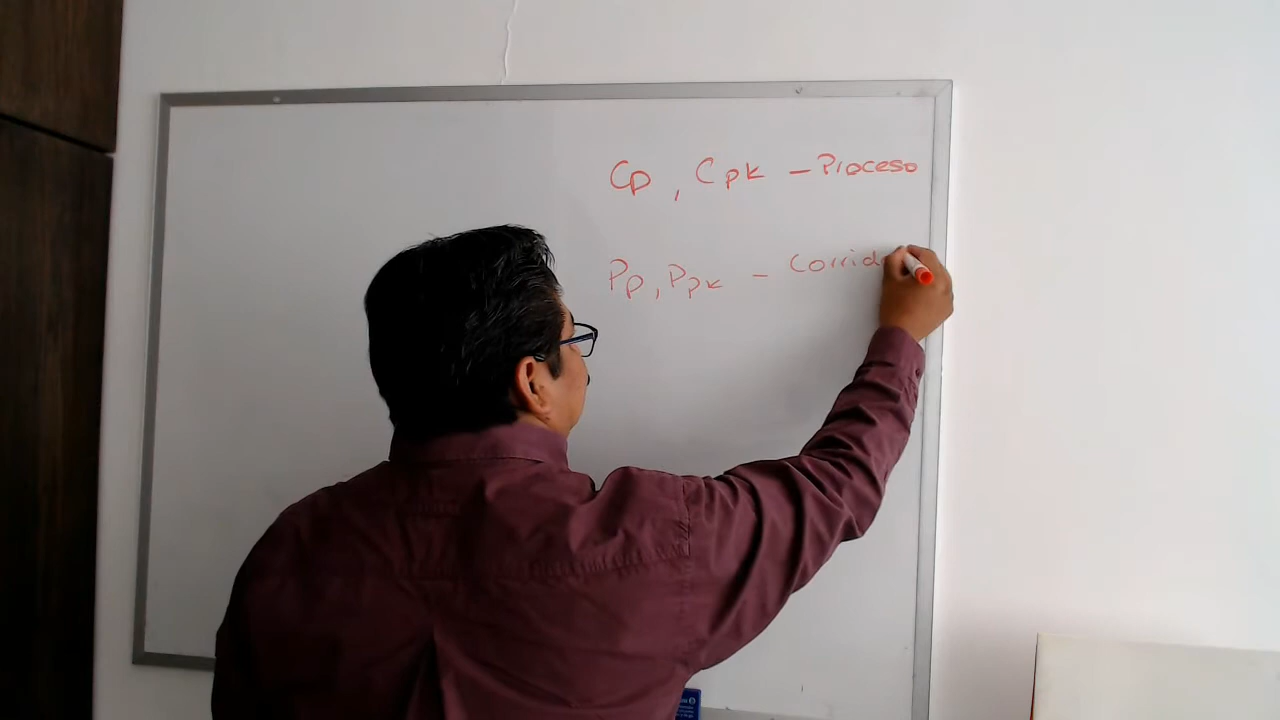 Cp, Cpk - Proceso
Pp, Ppk - Corrid